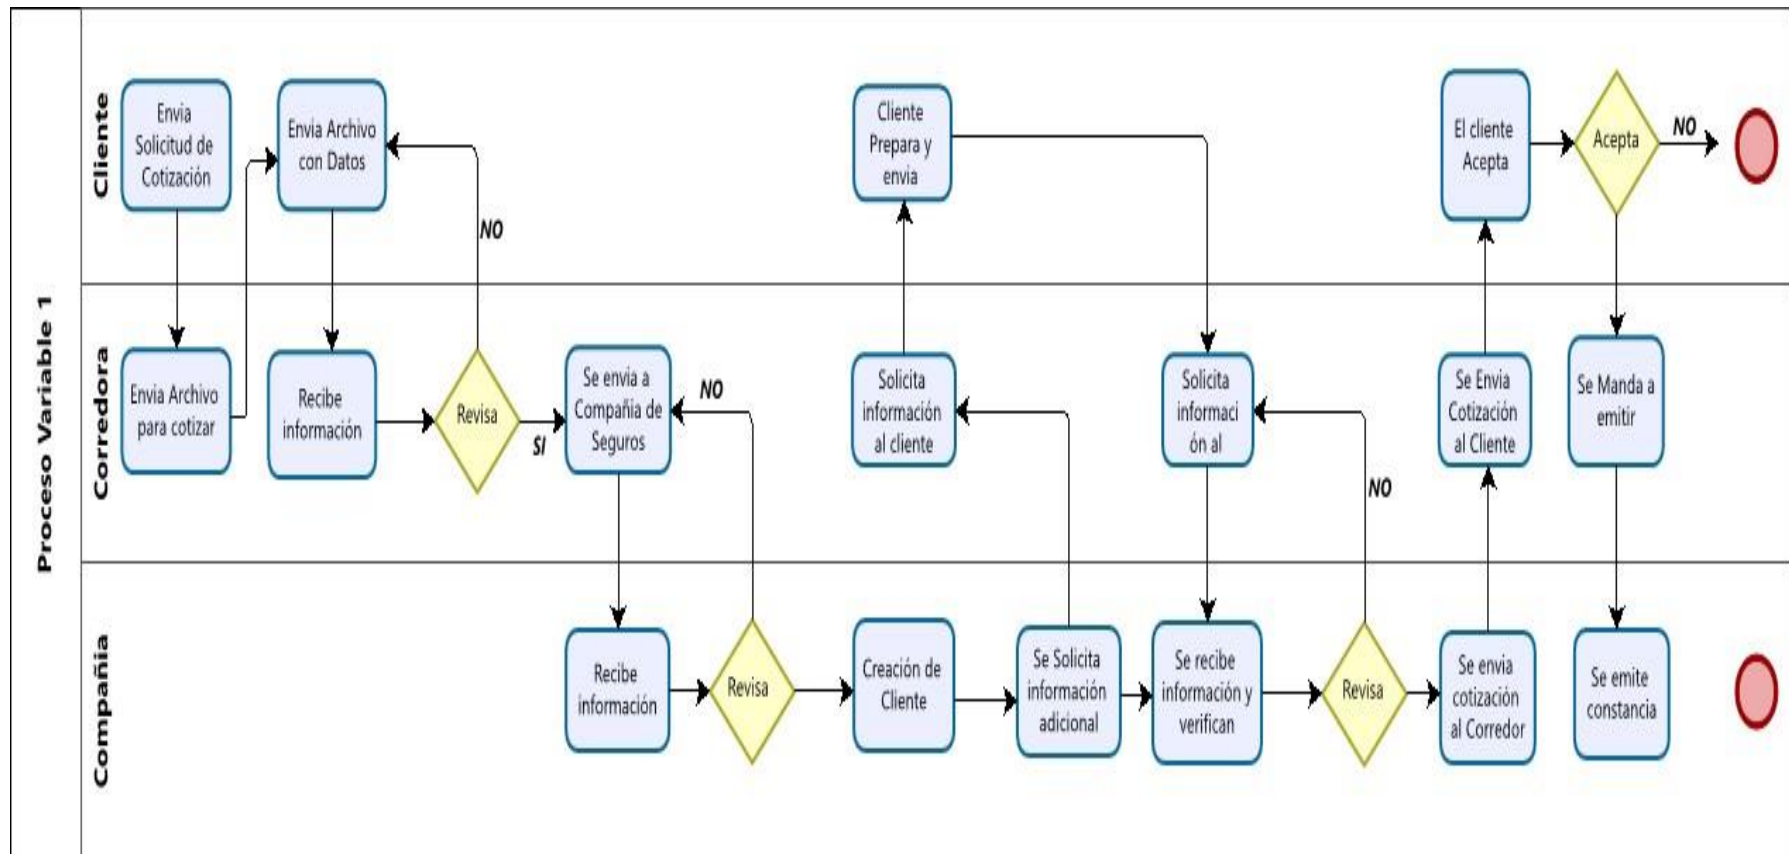 Proceso Variable 1
Cliente
Envia
Solicitud de
Cotización
Envia Archivo
con Datos
NO
Cliente
Prepara y
envia
El cliente
Acepta
Acepta
NO
Corredora
Envia Archivo
para cotizar
Recibe
información
Revisa
SI
Se envia a
Compañia de
Seguros
NO
Solicita
información
al cliente
Solicita
informaci
ón al
NO
Se Envia
Cotización
al Cliente
Se Manda a
emitir
Compañia
Recibe
información
Revisa
Creación de
Cliente
Se Solicita
información
adicional
Se recibe
información y
verifican
Revisa
Se envia
cotización
al Corredor
Se emite
constancia